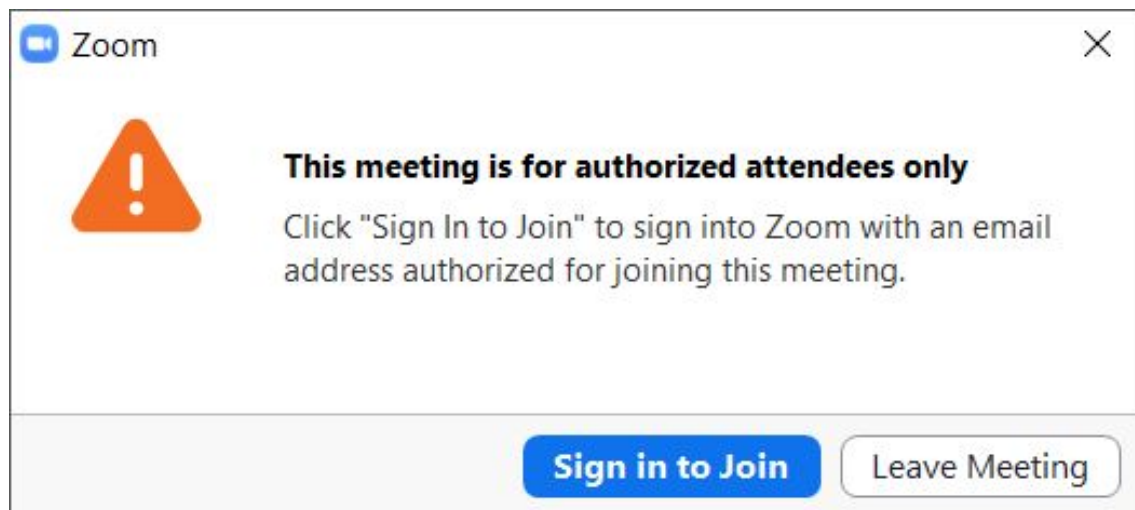 Zoom
This meeting is for authorized attendees only
Click "Sign In to Join" to sign into Zoom with an email
address authorized for joining this meeting.
Sign in to Join
Leave Meeting